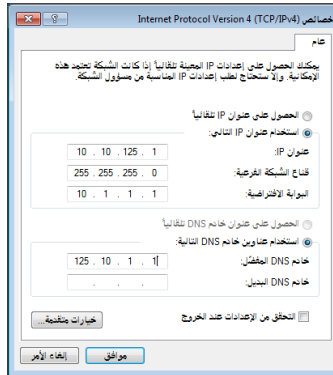 خصائص Internet Protocol Version 4 (TCP/IPv4)
عام
يمكنك الحصول على إعدادات IP المعينة تلقائياً إذا كانت الشبكة تعتمد هذه
الإمكانية. وإلا ستحتاج لطلب إعدادات IP المناسبة من مسؤول الشبكة.
الحصول على عنوان IP تلقائياً
استخدام عنوان IP التالي:
عنوان IP: 10 . 10 . 125 . 1
قناع الشبكة الفرعية: 255 . 255 . 255 . 0
البوابة الافتراضية: 10 . 1 . 1 . 1
الحصول على عنوان خادم DNS تلقائياً
استخدام عناوين خادم DNS التالية:
خادم DNS المفضل: 125 . 10 . 1 . 1
خادم DNS البديل: . . .
التحقق من الإعدادات عند الخروج
خيارات متقدمة...
موافق
إلغاء الأمر